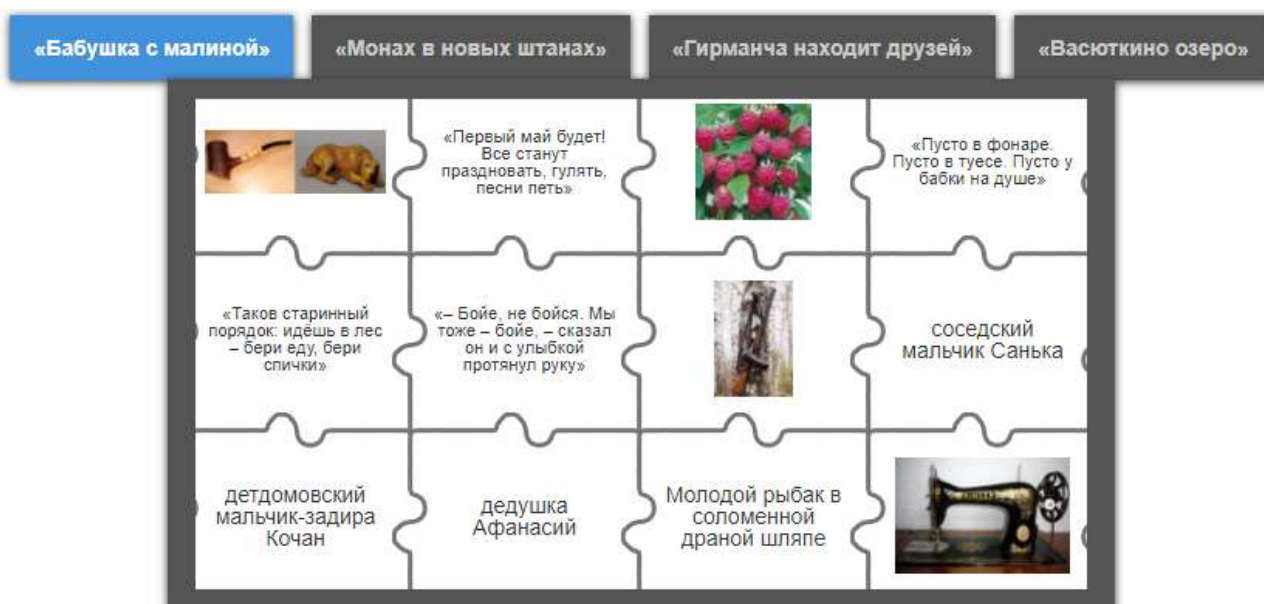 «Бабушка с малиной»
«Монах в новых штанах»
«Гирманча находит друзей»
«Васюткино озеро»
«Первый май будет!
Все станут
праздновать, гулять,
песни петь»
«Пусто в фонаре.
Пусто в туесе. Пусто у
бабки на душе»
«Таков старинный
порядок: идёшь в лес
– бери еду, бери
спички»
«– Бойе, не бойся. Мы
тоже – бойе, – сказал
он и с улыбкой
протянул руку»
соседский
мальчик Санька
детдомовский
мальчик-задира
Кочан
дедушка
Афанасий
Молодой рыбак в
соломенной
драной шляпе